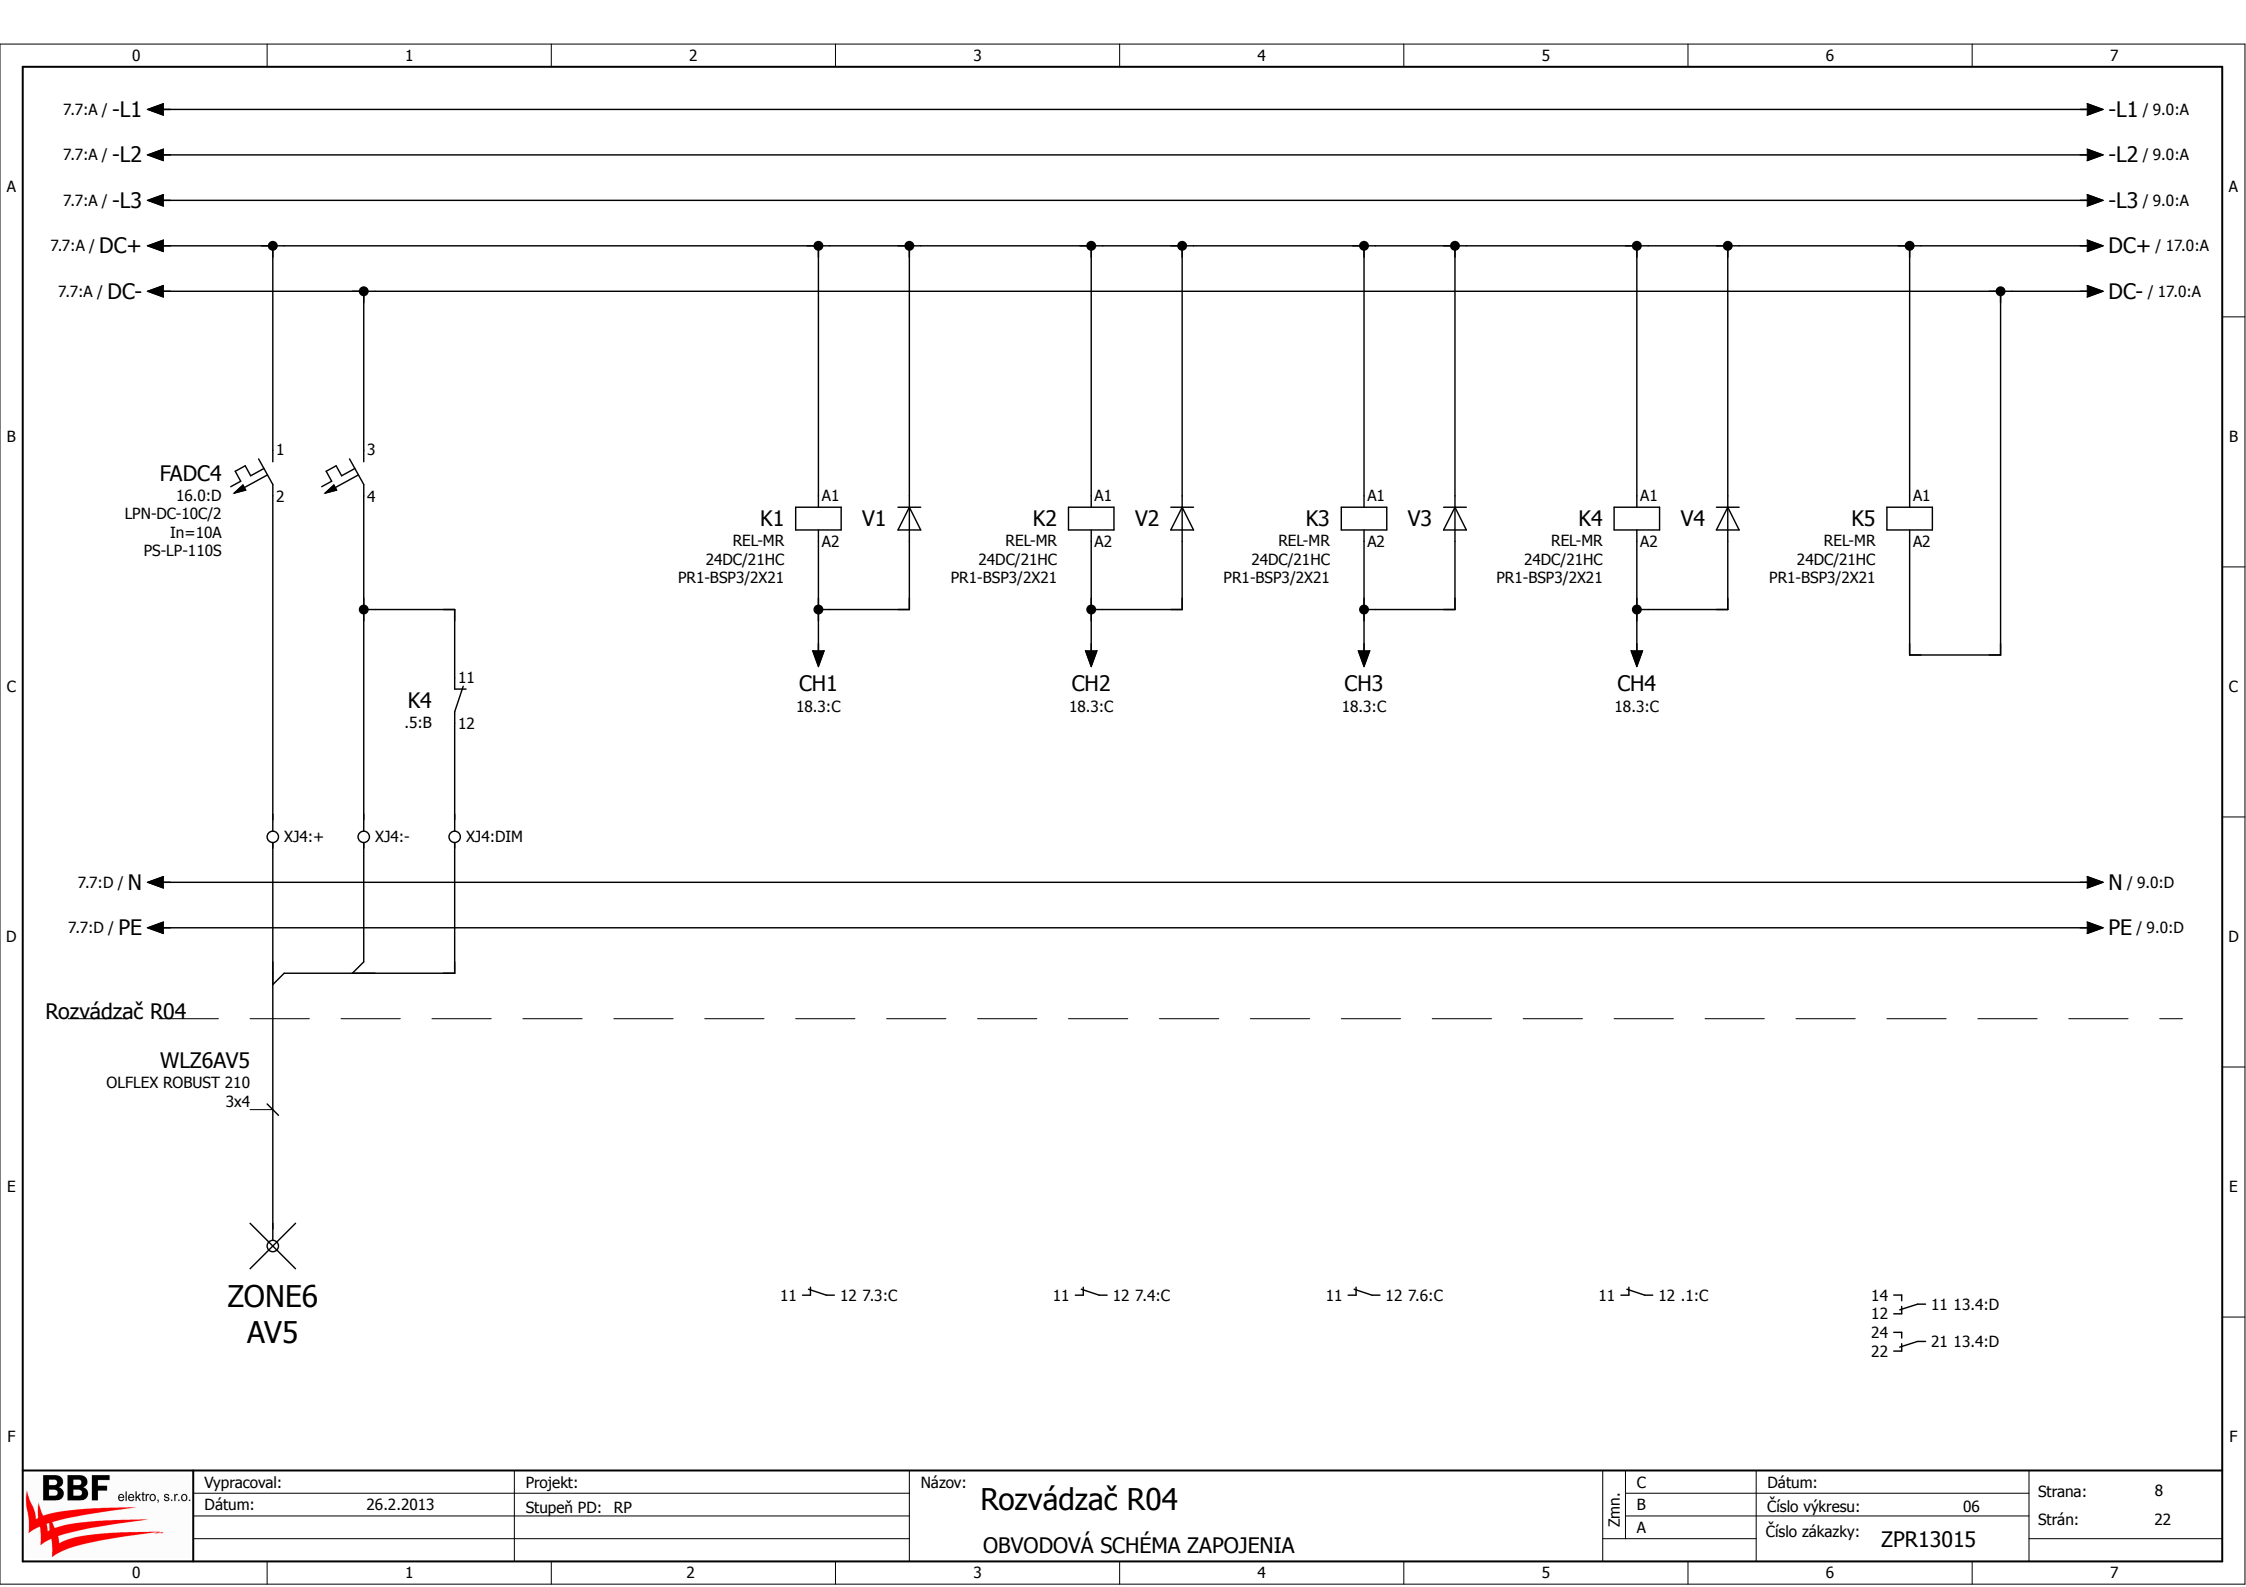 0 1 2 3 4 5 6 7
7.7:A / -L1
-L1 / 9.0:A
7.7:A / -L2
-L2 / 9.0:A
A
A
7.7:A / -L3
-L3 / 9.0:A
7.7:A / DC+
DC+ / 17.0:A
7.7:A / DC-
DC- / 17.0:A
B
B
FADC4
16.0:D
LPN-DC-10C/2
In=10A
PS-LP-110S
1
2
3
4
K1
REL-MR
24DC/21HC
PR1-BSP3/2X21
A1
A2
V1
K2
REL-MR
24DC/21HC
PR1-BSP3/2X21
A1
A2
V2
K3
REL-MR
24DC/21HC
PR1-BSP3/2X21
A1
A2
V3
K4
REL-MR
24DC/21HC
PR1-BSP3/2X21
A1
A2
V4
K5
REL-MR
24DC/21HC
PR1-BSP3/2X21
A1
A2
C
C
K4
.5:B
11
12
CH1
18.3:C
CH2
18.3:C
CH3
18.3:C
CH4
18.3:C
XJ4:+
XJ4:-
XJ4:DIM
7.7:D / N
N / 9.0:D
7.7:D / PE
PE / 9.0:D
D
D
Rozvádzač R04
WLZ6AV5
OLFLEX ROBUST 210
3x4
E
E
ZONE6
AV5
11 12 7.3:C
11 12 7.4:C
11 12 7.6:C
11 12 .1:C
14
12
11 13.4:D
24
22
21 13.4:D
F
F
BBF elektro, s.r.o.
Vypracoval:
Dátum: 26.2.2013
Projekt:
Stupeň PD: RP
Názov:
Rozvádzač R04
OBVODOVÁ SCHÉMA ZAPOJENIA
Zmn.
C
B
A
Dátum:
Číslo výkresu: 06
Číslo zákazky: ZPR13015
Strana: 8
Strán: 22
0 1 2 3 4 5 6 7